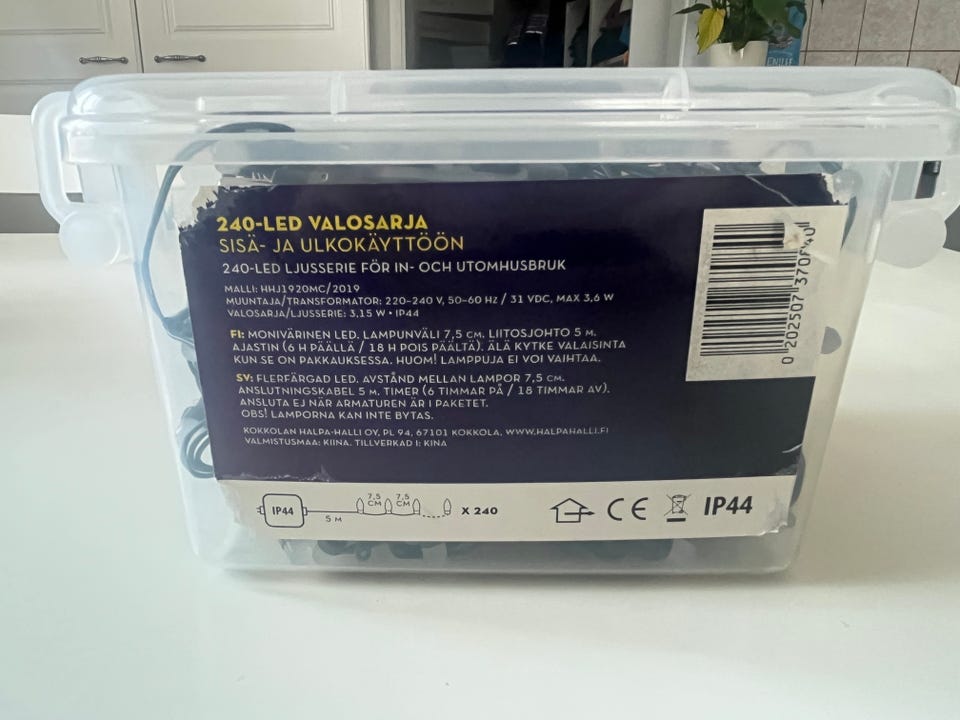 240-LED VALOSARJA
SISÄ- JA ULKOKÄYTTÖÖN
240-LED LJUSSERIE FÖR IN- OCH UTOMHUSBRUK
MALLI: HHJ1920MC/2019
MUUNTAJA/TRANSFORMATOR: 220-240 V, 50-60 HZ / 31 VDC, MAX 3,6 W
VALOSARJA/LJUSSERIE: 3,15 W • IP44
FI: MONIVÄRINEN LED. LAMPUNVÄLI 7,5 CM. LIITOSJOHTO 5 M.
AJASTIN (6 H PÄÄLLÄ / 18 H POIS PÄÄLTÄ). ÄLÄ KYTKE VALAISINTA
KUN SE ON PAKKAUKSESSA. HUOM! LAMPPUJA EI VOI VAIHTAA.
SV: FLERFÄRGAD LED. AVSTÅND MELLAN LAMPOR 7,5 CM.
ANSLUTNINGSKABEL 5 M. TIMER (6 TIMMAR PÅ / 18 TIMMAR AV).
ANSLUTA EJ NÄR ARMATUREN ÄR I PAKETET.
OBS! LAMPORNA KAN INTE BYTAS.
KOKKOLAN HALPA-HALLI OY, PL 94, 67101 KOKKOLA, WWW.HALPAHALLI.FI
VALMISTUSMAA: KIINA. TILLVERKAD I: KINA
0 202507 370640
IP44
5 M
7,5 CM
7,5 CM
X 240
CE
IP44